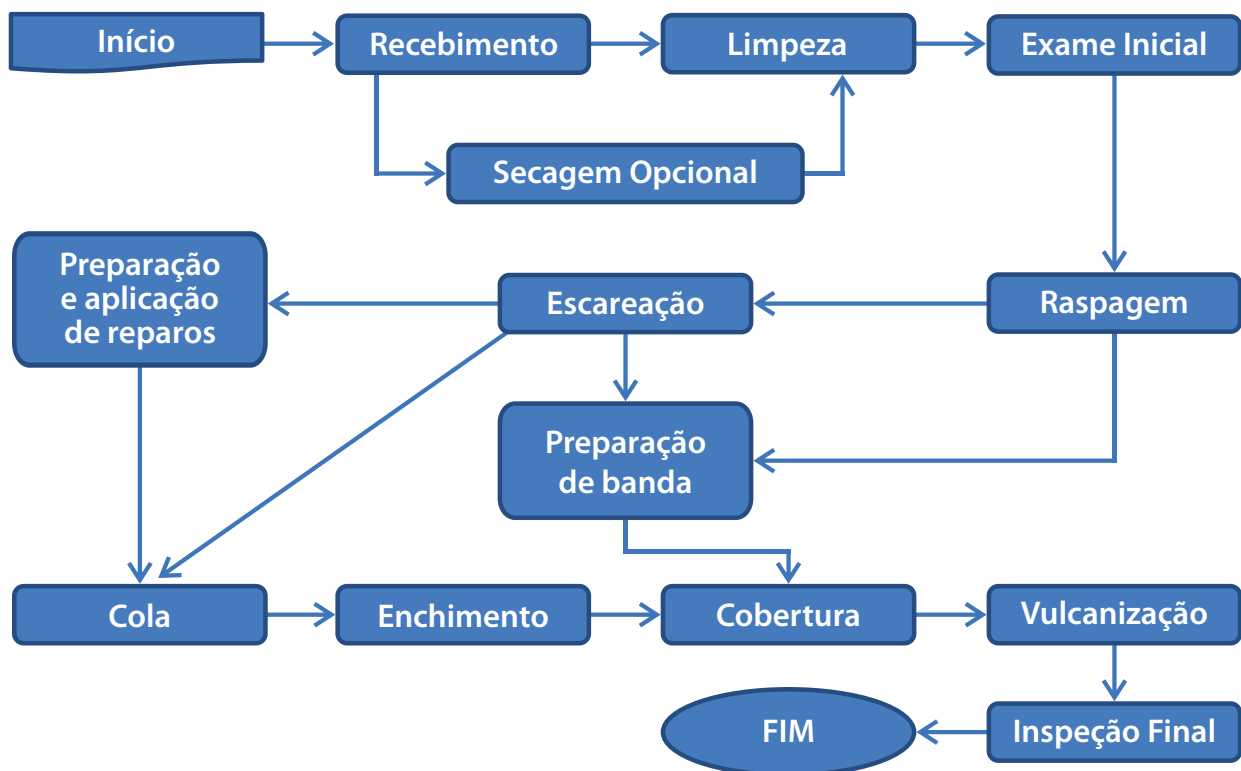 Início
Recebimento
Limpeza
Exame Inicial
Secagem Opcional
Preparação
e aplicação
de reparos
Escareação
Raspagem
Preparação
de banda
Cola
Enchimento
Cobertura
Vulcanização
FIM
Inspeção Final